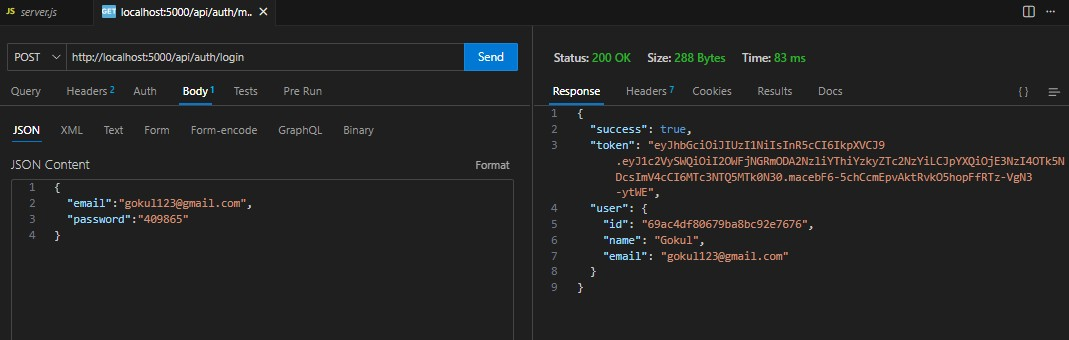 JS server.js
GET localhost:5000/api/auth/m...
POST http://localhost:5000/api/auth/login Send
Query Headers 2 Auth Body 1 Tests Pre Run
JSON XML Text Form Form-encode GraphQL Binary
JSON Content Format
1 {
2 "email":"gokul123@gmail.com",
3 "password":"409865"
4 }
Status: 200 OK Size: 288 Bytes Time: 83 ms
Response Headers 7 Cookies Results Docs { }
1 {
2 "success": true,
3 "token": "eyJhbGciOiJIUzI1NiIsInR5cCI6IkpXVCJ9
.eyJ1c2VySWQiOiI2OWFjNGRmODA2NzliYThiYzkyZTc2NzYiLCJpYXQiOjE3NzI4OTk5N
DcsImV4cCI6MTc3NTQ5MTk0N30.macebF6-5chCcmEpvAktRvkO5hopFfRTz-VgN3
-ytWE",
4 "user": {
5 "id": "69ac4df80679ba8bc92e7676",
6 "name": "Gokul",
7 "email": "gokul123@gmail.com"
8 }
9 }